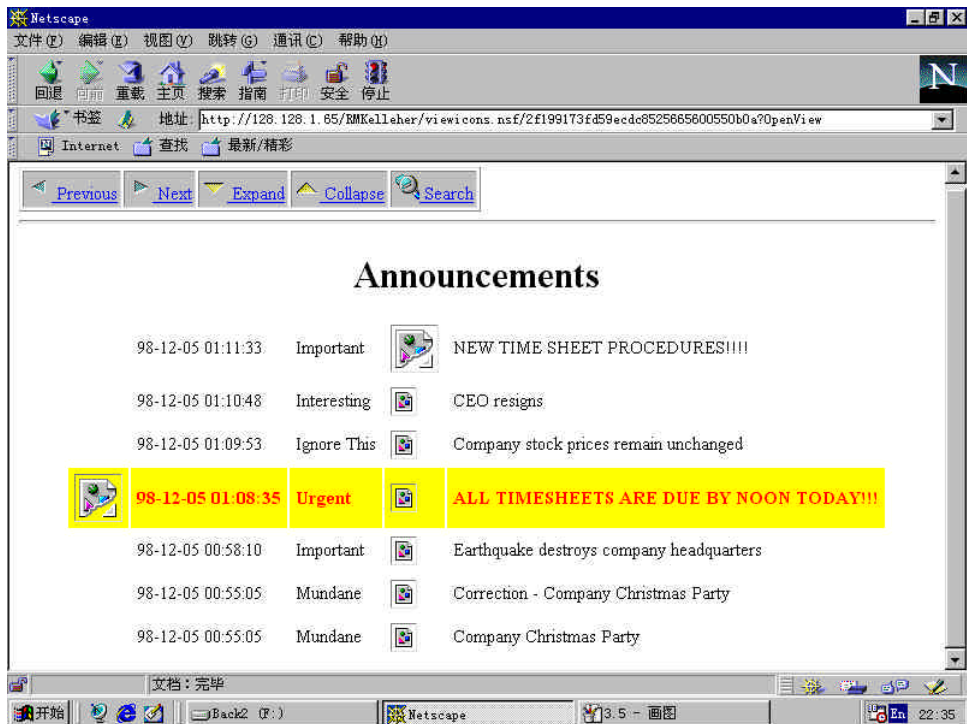 Netscape
文件(F) 编辑(E) 视图(V) 跳转(G) 通讯(C) 帮助(H)
N
回退 向前 重载 主页 搜索 指南 打印 安全 停止
书签 地址: http://128.128.1.65/RMKelleher/viewicons.nsf/2f199173fd59ecdc8525665600550b0a?OpenView
Internet 查找 最新/精彩
Previous Next Expand Collapse Search
Announcements
98-12-05 01:11:33 Important NEW TIME SHEET PROCEDURES!!!!
98-12-05 01:10:48 Interesting CEO resigns
98-12-05 01:09:53 Ignore This Company stock prices remain unchanged
98-12-05 01:08:35 Urgent ALL TIMESHEETS ARE DUE BY NOON TODAY!!!
98-12-05 00:58:10 Important Earthquake destroys company headquarters
98-12-05 00:55:05 Mundane Correction - Company Christmas Party
98-12-05 00:55:05 Mundane Company Christmas Party
文档：完毕
开始 Back2 (F:) Netscape 3.5 - 画图 En 22:35